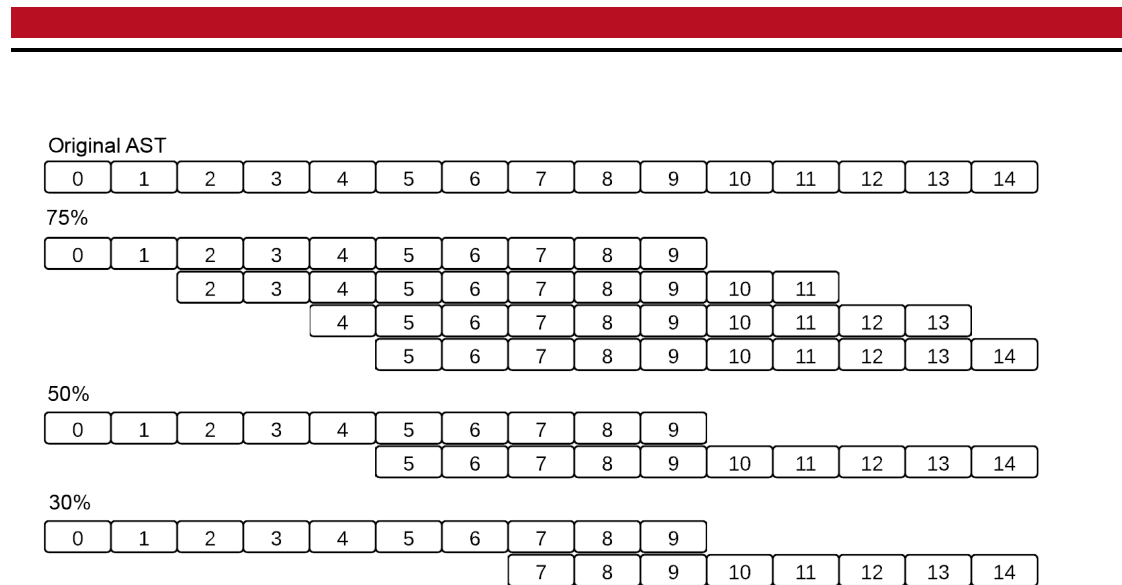 Original AST
0 1 2 3 4 5 6 7 8 9 10 11 12 13 14
75%
0 1 2 3 4 5 6 7 8 9
2 3 4 5 6 7 8 9 10 11
4 5 6 7 8 9 10 11 12 13
5 6 7 8 9 10 11 12 13 14
50%
0 1 2 3 4 5 6 7 8 9
5 6 7 8 9 10 11 12 13 14
30%
0 1 2 3 4 5 6 7 8 9
7 8 9 10 11 12 13 14